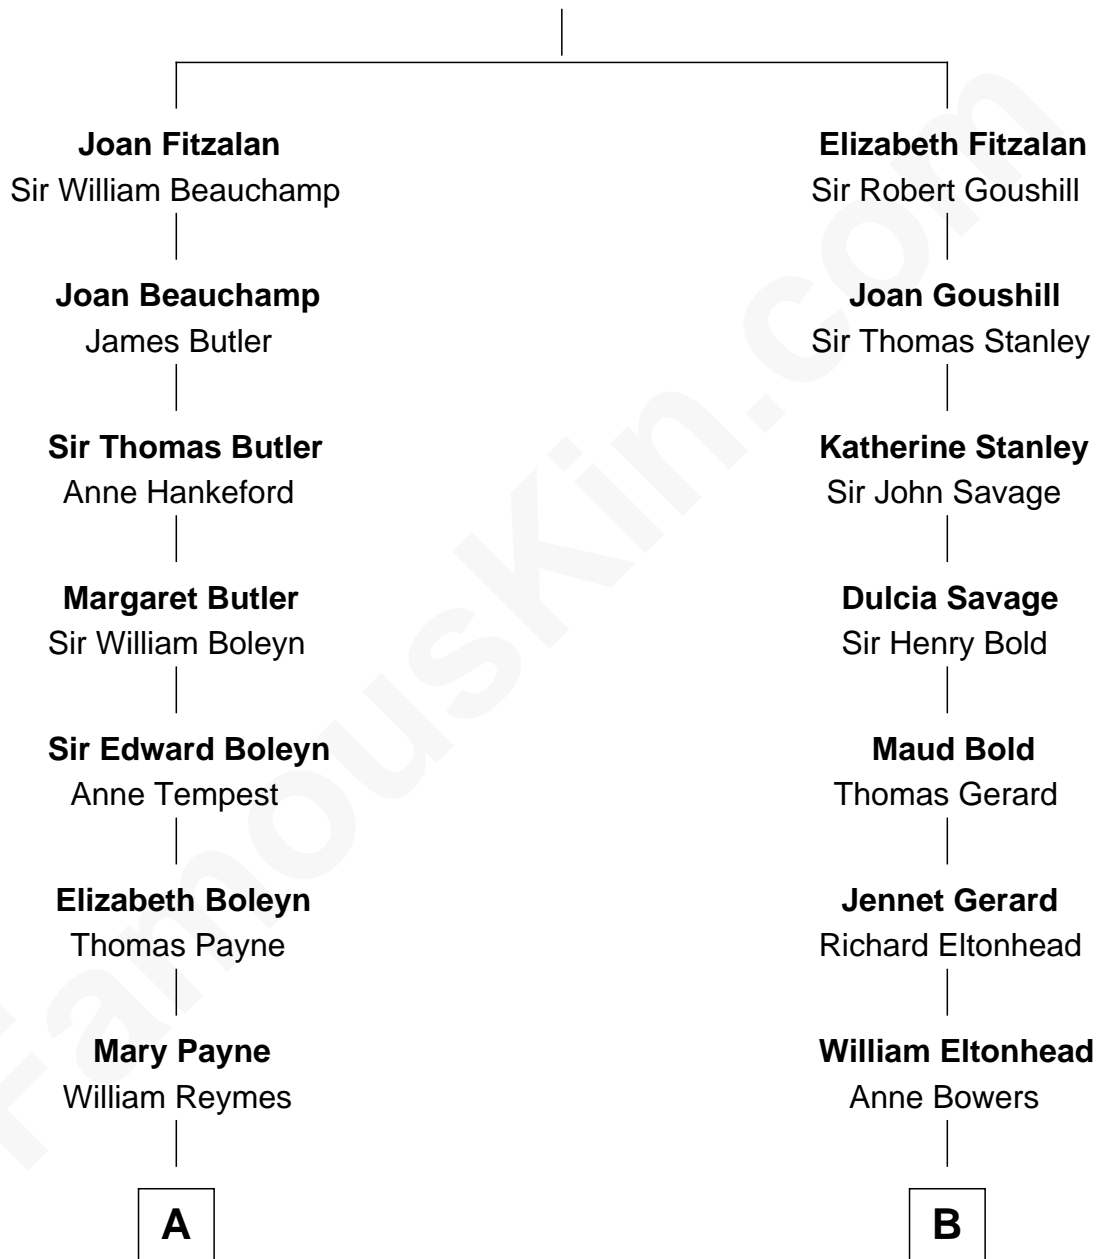 Joan Fitzalan
Sir William Beauchamp
Joan Beauchamp
James Butler
Sir Thomas Butler
Anne Hankeford
Margaret Butler
Sir William Boleyn
Sir Edward Boleyn
Anne Tempest
Elizabeth Boleyn
Thomas Payne
Mary Payne
William Reymes
A
Elizabeth Fitzalan
Sir Robert Goushill
Joan Goushill
Sir Thomas Stanley
Katherine Stanley
Sir John Savage
Dulcia Savage
Sir Henry Bold
Maud Bold
Thomas Gerard
Jennet Gerard
Richard Eltonhead
William Eltonhead
Anne Bowers
B
FamousKin.com